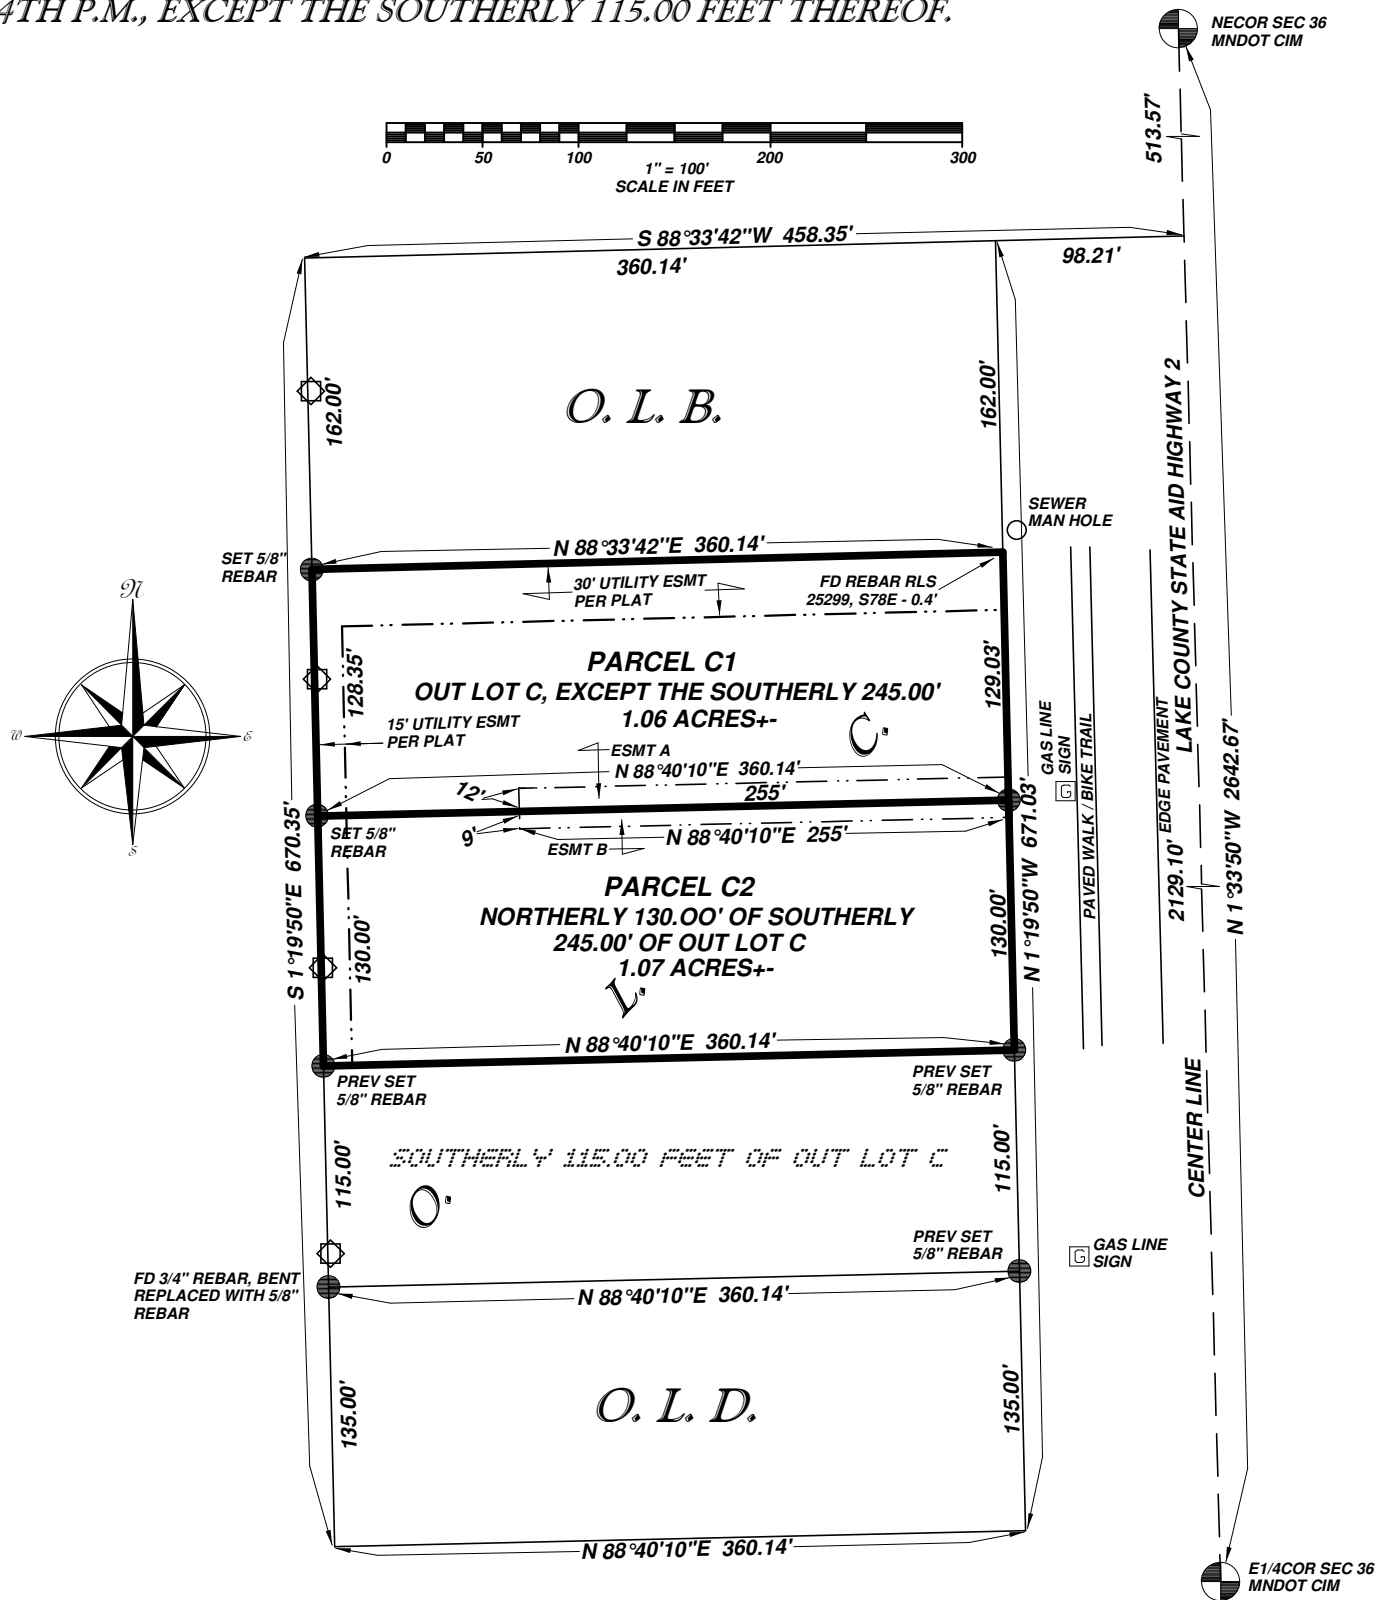 4TH P.M., EXCEPT THE SOUTHERLY 115.00 FEET THEREOF.
NECOR SEC 36
MNDOT CIM
513.57'
0 50 100 200 300
1" = 100'
SCALE IN FEET
S 88°33'42"W 458.35'
360.14'
98.21'
162.00'
O. L. B.
162.00'
LAKE COUNTY STATE AID HIGHWAY 2
SEWER
MAN HOLE
SET 5/8"
REBAR
N 88°33'42"E 360.14'
30' UTILITY ESMT
PER PLAT
FD REBAR RLS
25299, S78E - 0.4'
N
W
E
S
128.35'
PARCEL C1
OUT LOT C, EXCEPT THE SOUTHERLY 245.00'
1.06 ACRES+-
129.03'
15' UTILITY ESMT
PER PLAT
C.
GAS LINE
SIGN
G
PAVED WALK / BIKE TRAIL
EDGE PAVEMENT
N 1°33'50"W 2642.67'
ESMT A
N 88°40'10"E 360.14'
12'
255'
S 1°19'50"E 670.35'
SET 5/8"
REBAR
9'
ESMT B
N 88°40'10"E 255'
N 1°19'50"W 671.03'
2129.10'
PARCEL C2
NORTHERLY 130.OO' OF SOUTHERLY
245.00' OF OUT LOT C
1.07 ACRES+-
130.00'
130.00'
L.
N 88°40'10"E 360.14'
PREV SET
5/8" REBAR
PREV SET
5/8" REBAR
CENTER LINE
115.00'
SOUTHERLY 115.00 FEET OF OUT LOT C
115.00'
O.
PREV SET
5/8" REBAR
G
GAS LINE
SIGN
FD 3/4" REBAR, BENT
REPLACED WITH 5/8"
REBAR
N 88°40'10"E 360.14'
135.00'
O. L. D.
135.00'
N 88°40'10"E 360.14'
E1/4COR SEC 36
MNDOT CIM